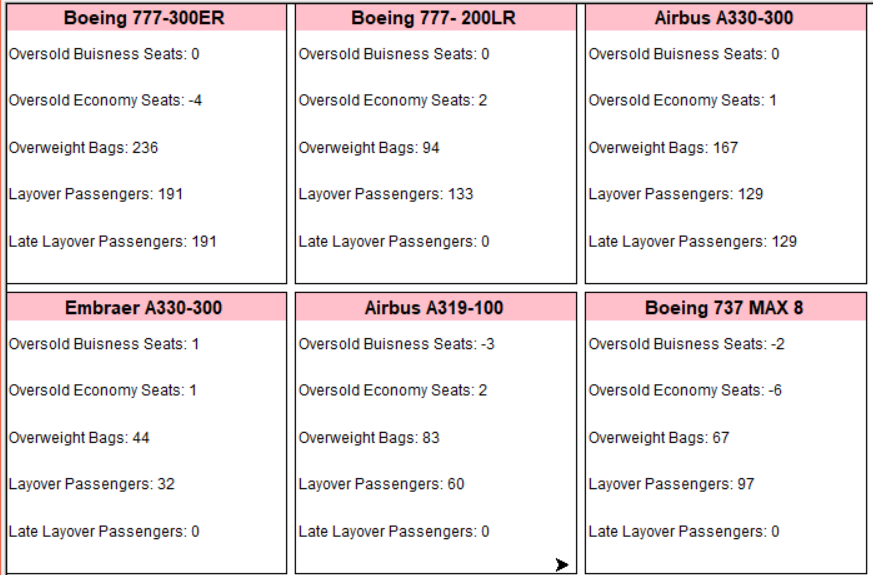 Boeing 777-300ER
Oversold Buisness Seats: 0
Oversold Economy Seats: -4
Overweight Bags: 236
Layover Passengers: 191
Late Layover Passengers: 191
Boeing 777- 200LR
Oversold Buisness Seats: 0
Oversold Economy Seats: 2
Overweight Bags: 94
Layover Passengers: 133
Late Layover Passengers: 0
Airbus A330-300
Oversold Buisness Seats: 0
Oversold Economy Seats: 1
Overweight Bags: 167
Layover Passengers: 129
Late Layover Passengers: 129
Embraer A330-300
Oversold Buisness Seats: 1
Oversold Economy Seats: 1
Overweight Bags: 44
Layover Passengers: 32
Late Layover Passengers: 0
Airbus A319-100
Oversold Buisness Seats: -3
Oversold Economy Seats: 2
Overweight Bags: 83
Layover Passengers: 60
Late Layover Passengers: 0
Boeing 737 MAX 8
Oversold Buisness Seats: -2
Oversold Economy Seats: -6
Overweight Bags: 67
Layover Passengers: 97
Late Layover Passengers: 0